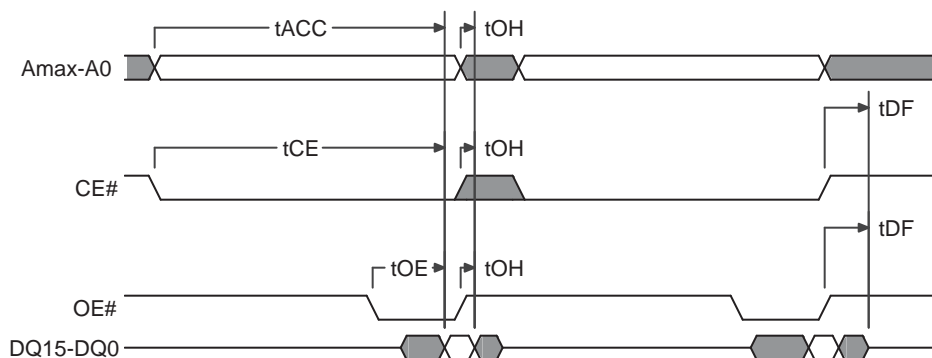 tACC tOH
Amax-A0
tDF
tCE tOH
CE#
tDF
tOE tOH
OE#
DQ15-DQ0